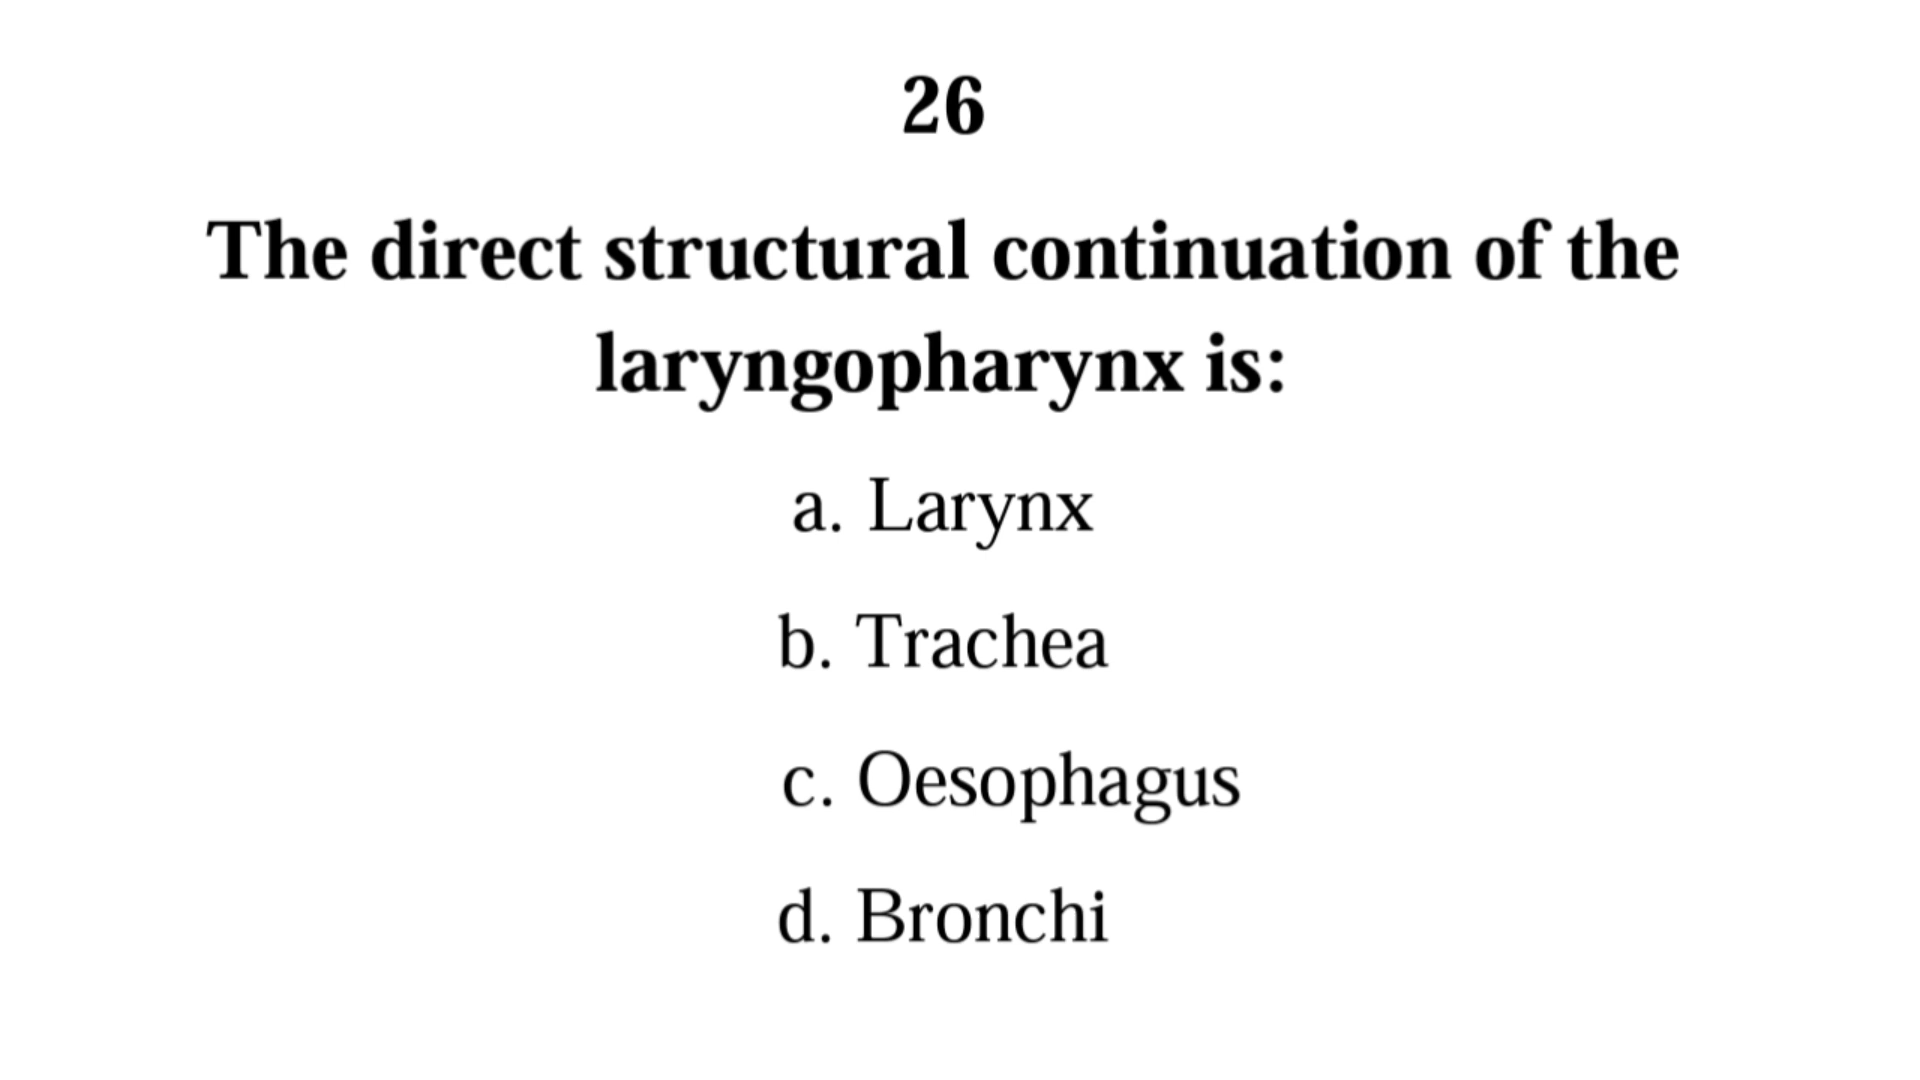 26
The direct structural continuation of the
laryngopharynx is:
a. Larynx
b. Trachea
c. Oesophagus
d. Bronchi